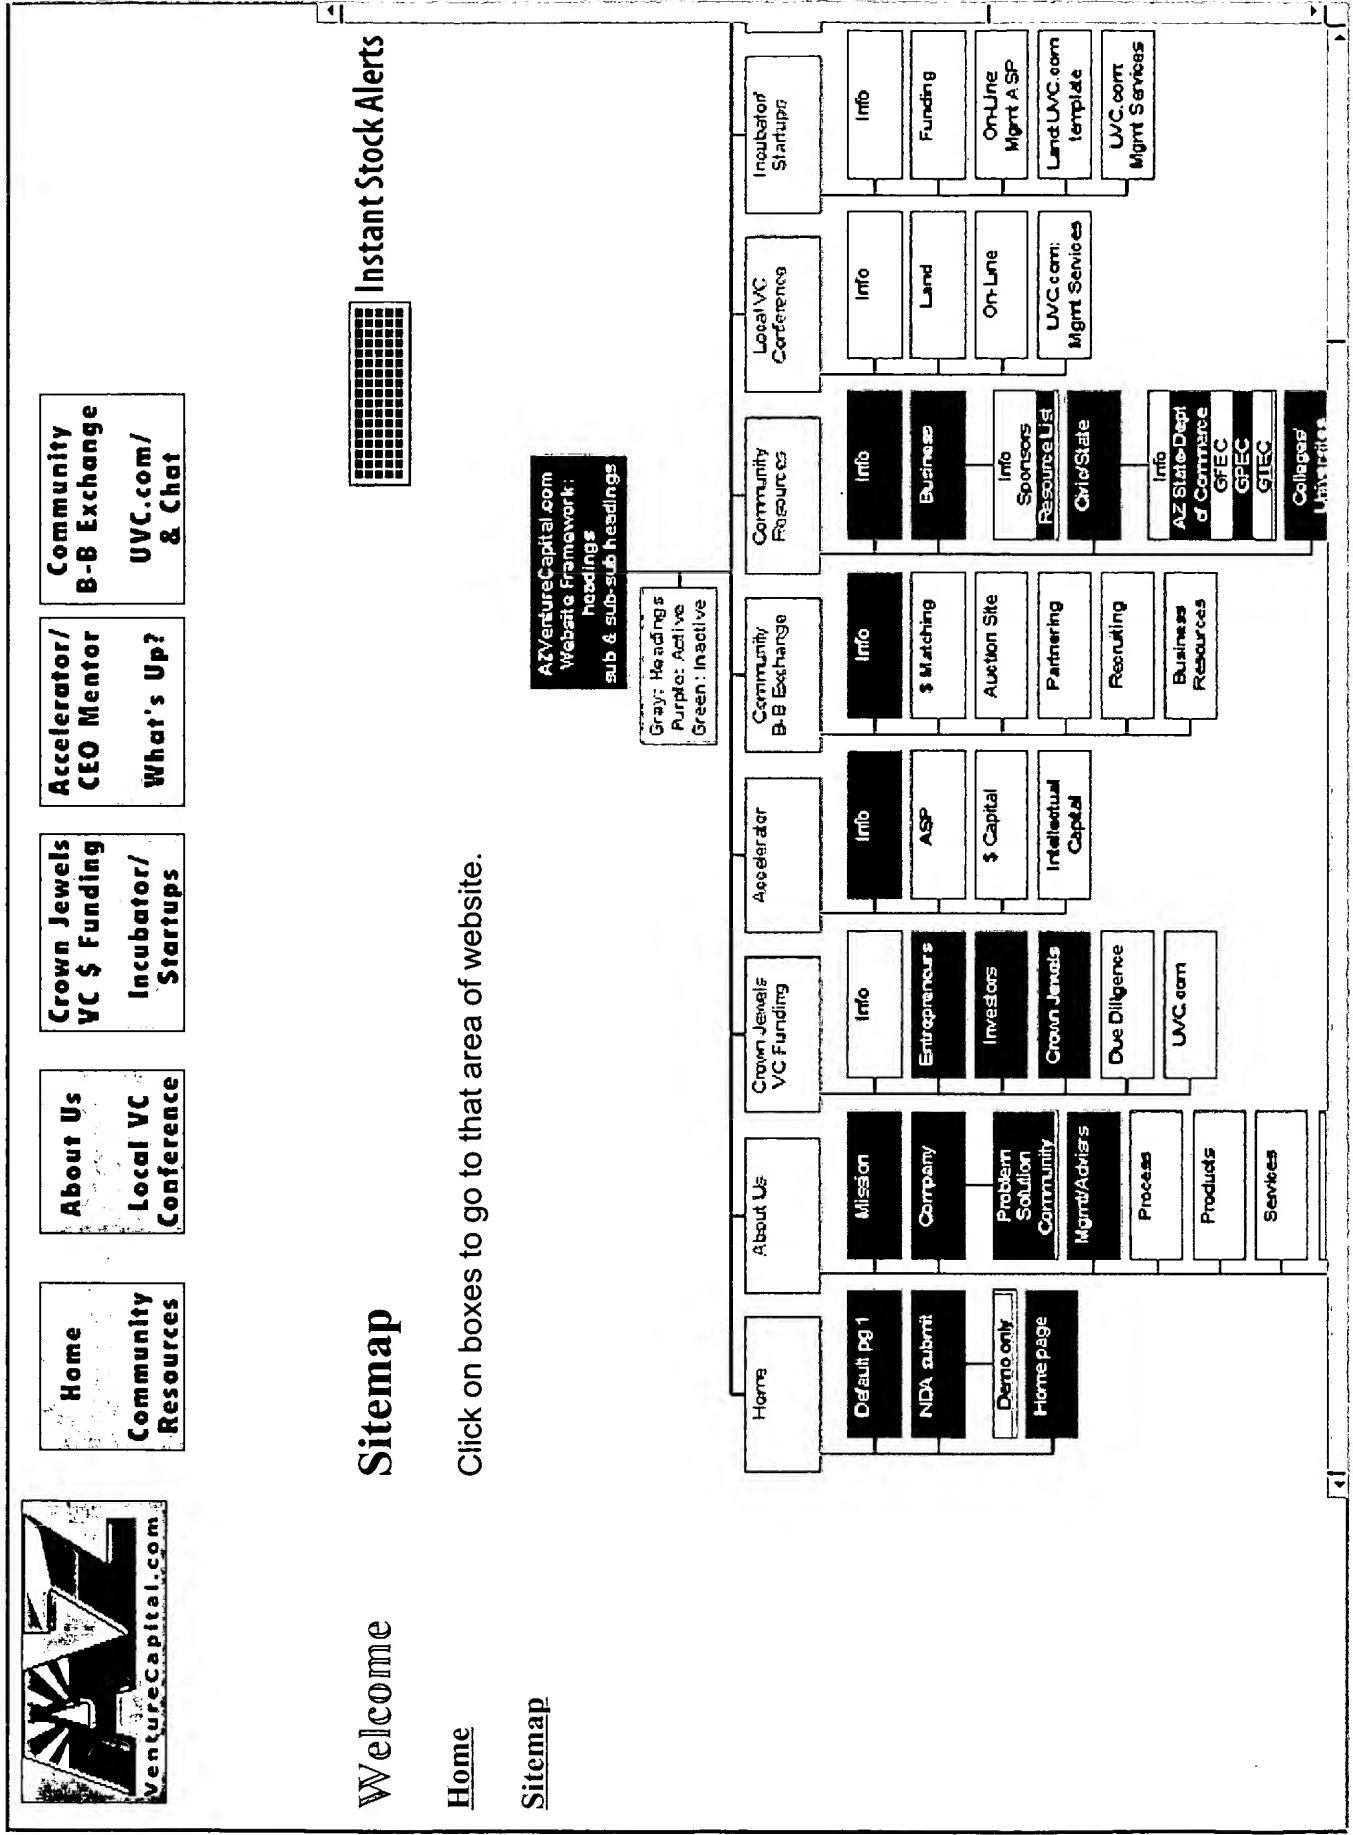 VentureCapital.com
Home
Community
Resources
About Us
Local VC
Conference
Crown Jewels
VC $ Funding
Incubator/
Startups
Accelerator/
CEO Mentor
What's Up?
Community
B-B Exchange
UVC.com/
& Chat
Welcome
Home
Sitemap
Sitemap
Click on boxes to go to that area of website.
Instant Stock Alerts
AZVentureCapital.com
Website Framework:
headings
sub & sub-sub headings
Gray: Headings
Purple: Active
Green: Inactive
Home
Default pg 1
NDA submit
Demo only
Home page
About Us
Mission
Company
Problem
Solution
Community
Mgmt/Advisrs
Process
Products
Services
Crown Jewels
VC Funding
Info
Entrepreneurs
Investors
Crown Jewels
Due Diligence
UVC.com
Accelerator
Info
ASP
$ Capital
Intellectual
Capital
Community
B-B Exchange
Info
$ Matching
Auction Site
Partnering
Recruiting
Business
Resources
Community
Resources
Info
Business
Info
Sponsors
Resource List
Civic/State
Info
AZ State-Dept
of Commerce
GFEC
GPEC
GTEC
Colleges/
Local VC
Conference
Info
Land
On-Line
UVC.com:
Mgmt Services
Incubator/
Startups
Info
Funding
On-Line
Mgmt ASP
Land:UVC.com
template
UVC.com
Mgmt Services